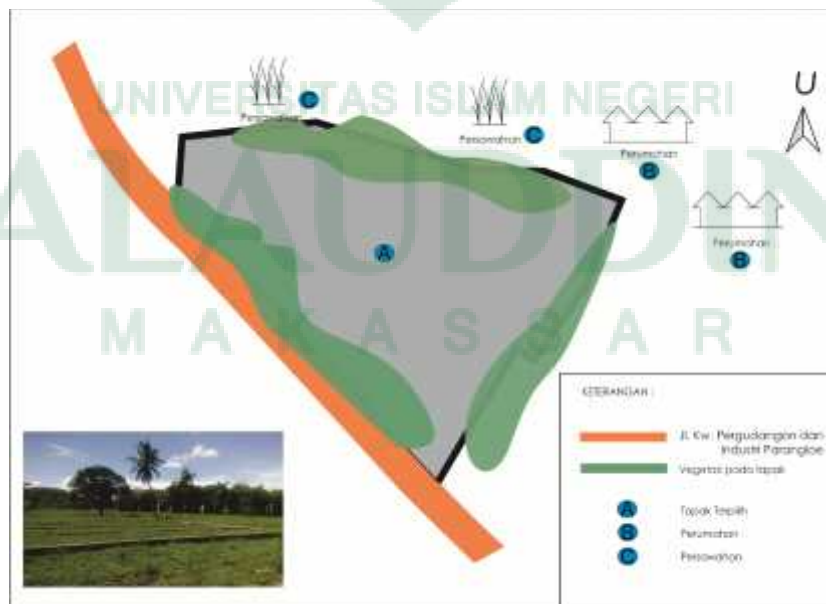 UNIVERSITAS ISLAM NEGERI
ALAUDDIN
MAKASSAR
U
C
Persawahan
Persawahan C
Perumahan
B
Perumahan
B
A
KETERANGAN :
Jl. Kw. Pergudangan dan
Industri Parangloe
Vegetasi pada tapak
A Tapak Terpilih
B Perumahan
C Persawahan